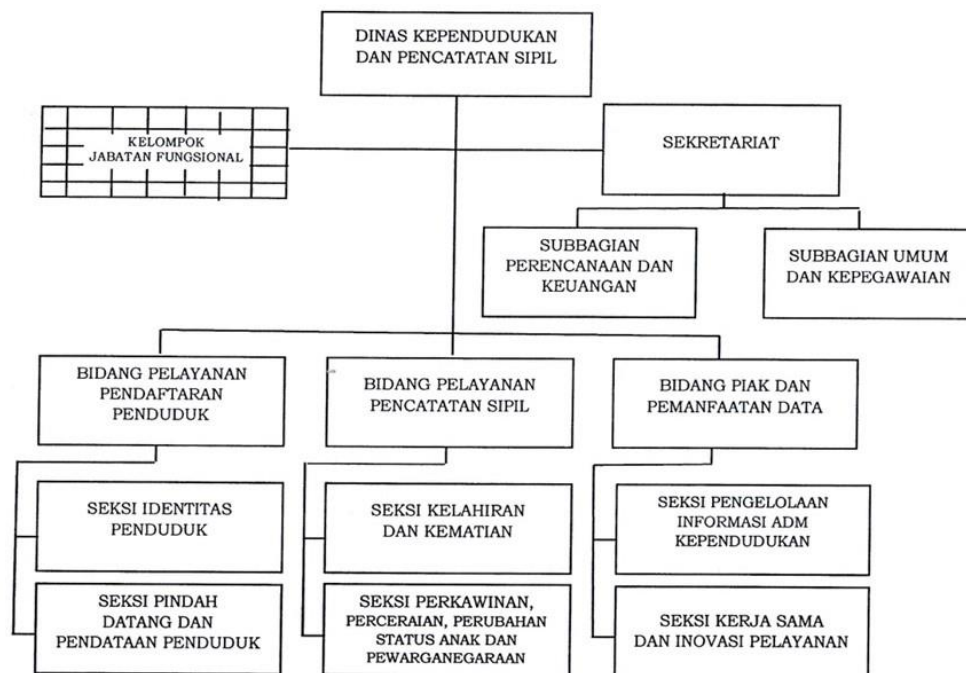 DINAS KEPENDUDUKAN
DAN PENCATATAN SIPIL
KELOMPOK
JABATAN FUNGSIONAL
SEKRETARIAT
SUBBAGIAN
PERENCANAAN DAN
KEUANGAN
SUBBAGIAN UMUM
DAN KEPEGAWAIAN
BIDANG PELAYANAN
PENDAFTARAN
PENDUDUK
BIDANG PELAYANAN
PENCATATAN SIPIL
BIDANG PIAK DAN
PEMANFAATAN DATA
SEKSI IDENTITAS
PENDUDUK
SEKSI KELAHIRAN
DAN KEMATIAN
SEKSI PENGELOLAAN
INFORMASI ADM
KEPENDUDUKAN
SEKSI PINDAH
DATANG DAN
PENDATAAN PENDUDUK
SEKSI PERKAWINAN,
PERCERAIAN, PERUBAHAN
STATUS ANAK DAN
PEWARGANEGARAAN
SEKSI KERJA SAMA
DAN INOVASI PELAYANAN